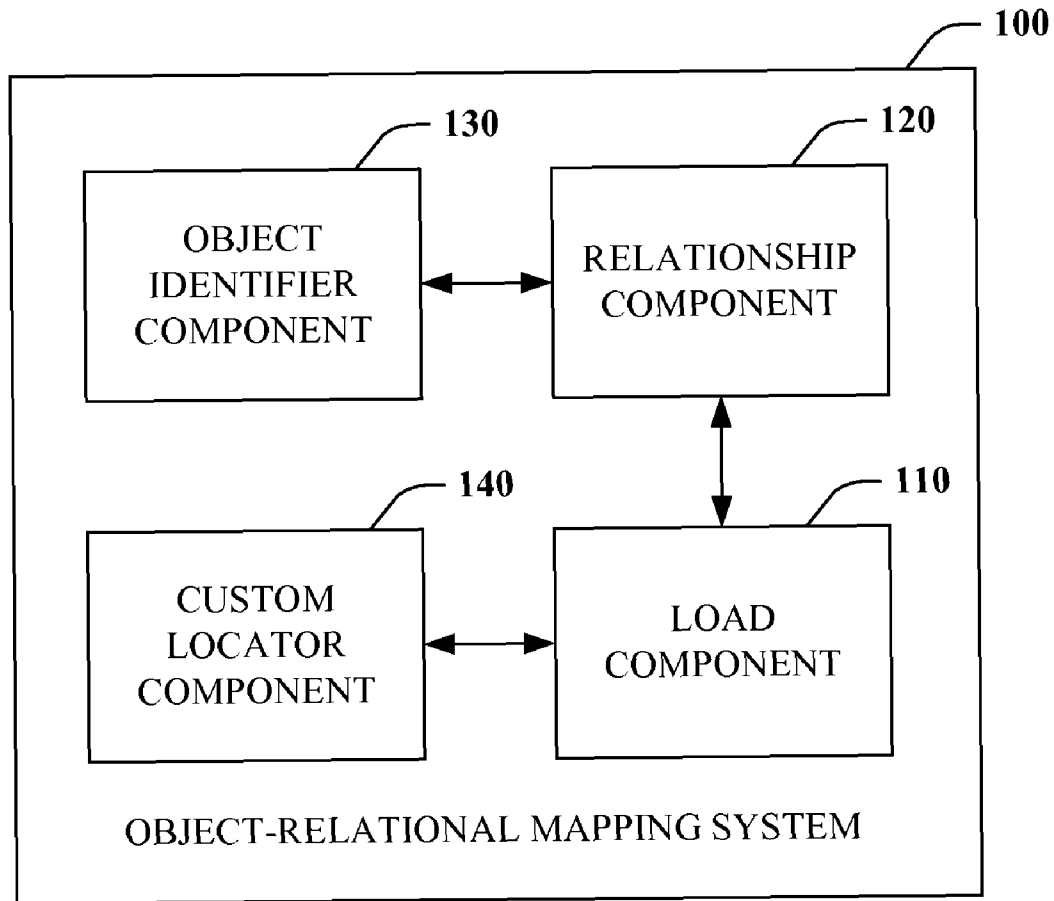 100
130
120
OBJECT
IDENTIFIER
COMPONENT
RELATIONSHIP
COMPONENT
140
110
CUSTOM
LOCATOR
COMPONENT
LOAD
COMPONENT
OBJECT-RELATIONAL MAPPING SYSTEM